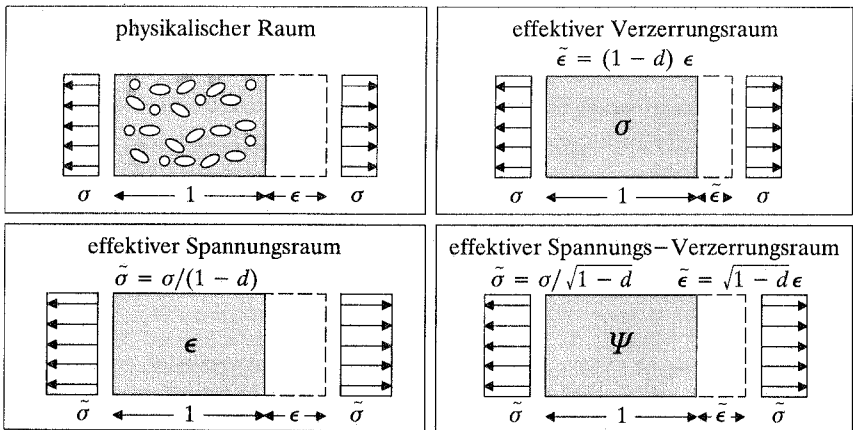 physikalischer Raum
σ 1 ϵ σ
effektiver Verzerrungsraum
ϵ̃ = (1 − d) ϵ
σ
σ 1 ϵ̃ σ
effektiver Spannungsraum
σ̃ = σ/(1 − d)
ϵ
σ̃ 1 ϵ σ̃
effektiver Spannungs−Verzerrungsraum
σ̃ = σ/√1 − d ϵ̃ = √1 − d ϵ
Ψ
σ̃ 1 ϵ̃ σ̃